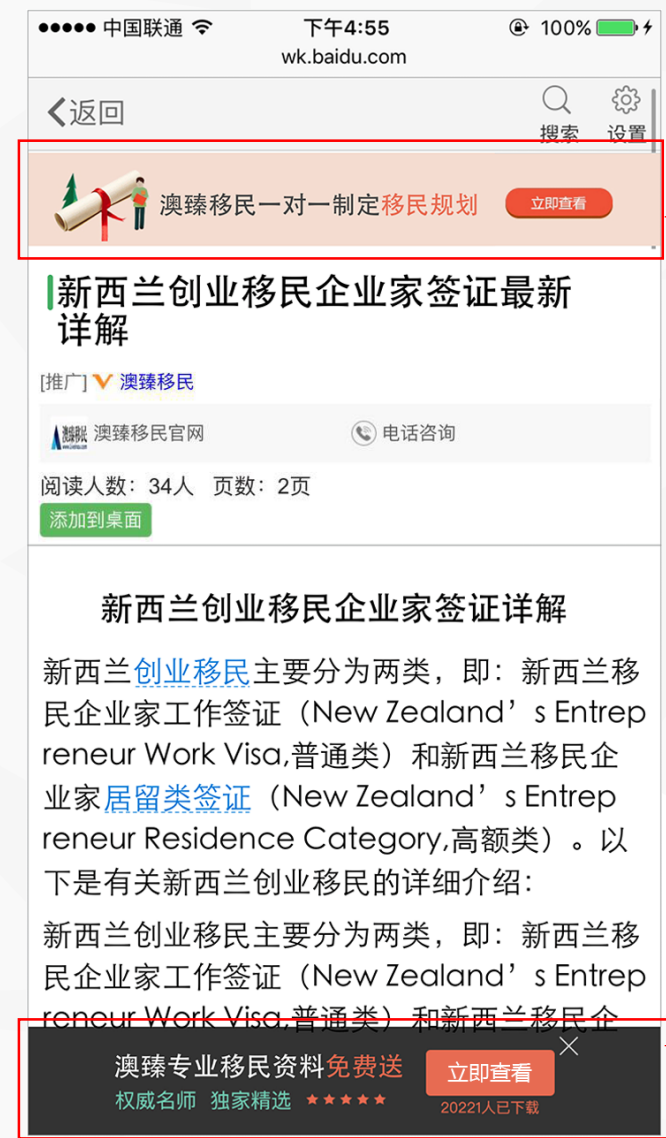 中国联通 下午4:55 100%
wk.baidu.com
返回 搜索 设置
澳臻移民一对一制定移民规划 立即查看
新西兰创业移民企业家签证最新
详解
[推广] 澳臻移民
澳臻移民官网 电话咨询
阅读人数：34人 页数：2页
添加到桌面
新西兰创业移民企业家签证详解
新西兰创业移民主要分为两类，即：新西兰移
民企业家工作签证（New Zealand’s Entrep
reneur Work Visa,普通类）和新西兰移民企
业家居留类签证（New Zealand’s Entrep
reneur Residence Category,高额类）。以
下是有关新西兰创业移民的详细介绍：
新西兰创业移民主要分为两类，即：新西兰移
民企业家工作签证（New Zealand’s Entrep
reneur Work Visa,普通类）和新西兰移民企
澳臻专业移民资料免费送 立即查看
权威名师 独家精选 ★★★★★ 20221人已下载